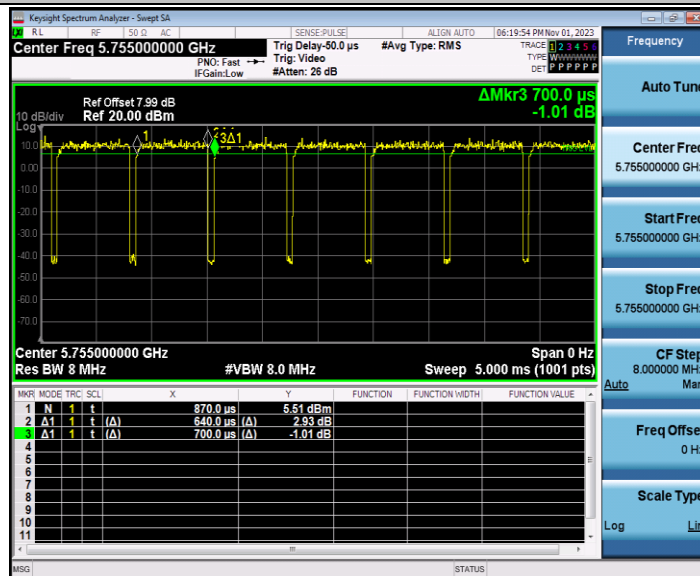 Keysight Spectrum Analyzer - Swept SA
RL RF 50 Ω AC SENSE:PULSE ALIGN AUTO 06:19:54 PM Nov 01, 2023
Center Freq 5.755000000 GHz
PNO: Fast
IFGain:Low
Trig Delay-50.0 µs
Trig: Video
#Atten: 26 dB
#Avg Type: RMS
TRACE 1 2 3 4 5 6
TYPE W W W W W W
DET P P P P P P
ΔMkr3 700.0 µs
-1.01 dB
Ref Offset 7.99 dB
10 dB/div Ref 20.00 dBm
Log
10.0
0.00
-10.0
-20.0
-30.0
-40.0
-50.0
-60.0
-70.0
1
3Δ1
Center 5.755000000 GHz Span 0 Hz
Res BW 8 MHz #VBW 8.0 MHz Sweep 5.000 ms (1001 pts)
MKR MODE TRC SCL X Y FUNCTION FUNCTION WIDTH FUNCTION VALUE
1 N 1 t 870.0 µs 5.51 dBm
2 Δ1 1 t (Δ) 640.0 µs (Δ) 2.93 dB
3 Δ1 1 t (Δ) 700.0 µs (Δ) -1.01 dB
4
5
6
7
8
9
10
11
MSG STATUS
Frequency
Auto Tune
Center Freq
5.755000000 GHz
Start Freq
5.755000000 GHz
Stop Freq
5.755000000 GHz
CF Step
8.000000 MHz
Auto Man
Freq Offset
0 Hz
Scale Type
Log Lin